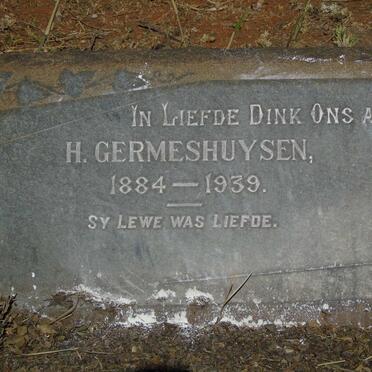 In Liefde Dink Ons A
H. GERMESHUYSEN,
1884 — 1939.
Sy Lewe was Liefde.